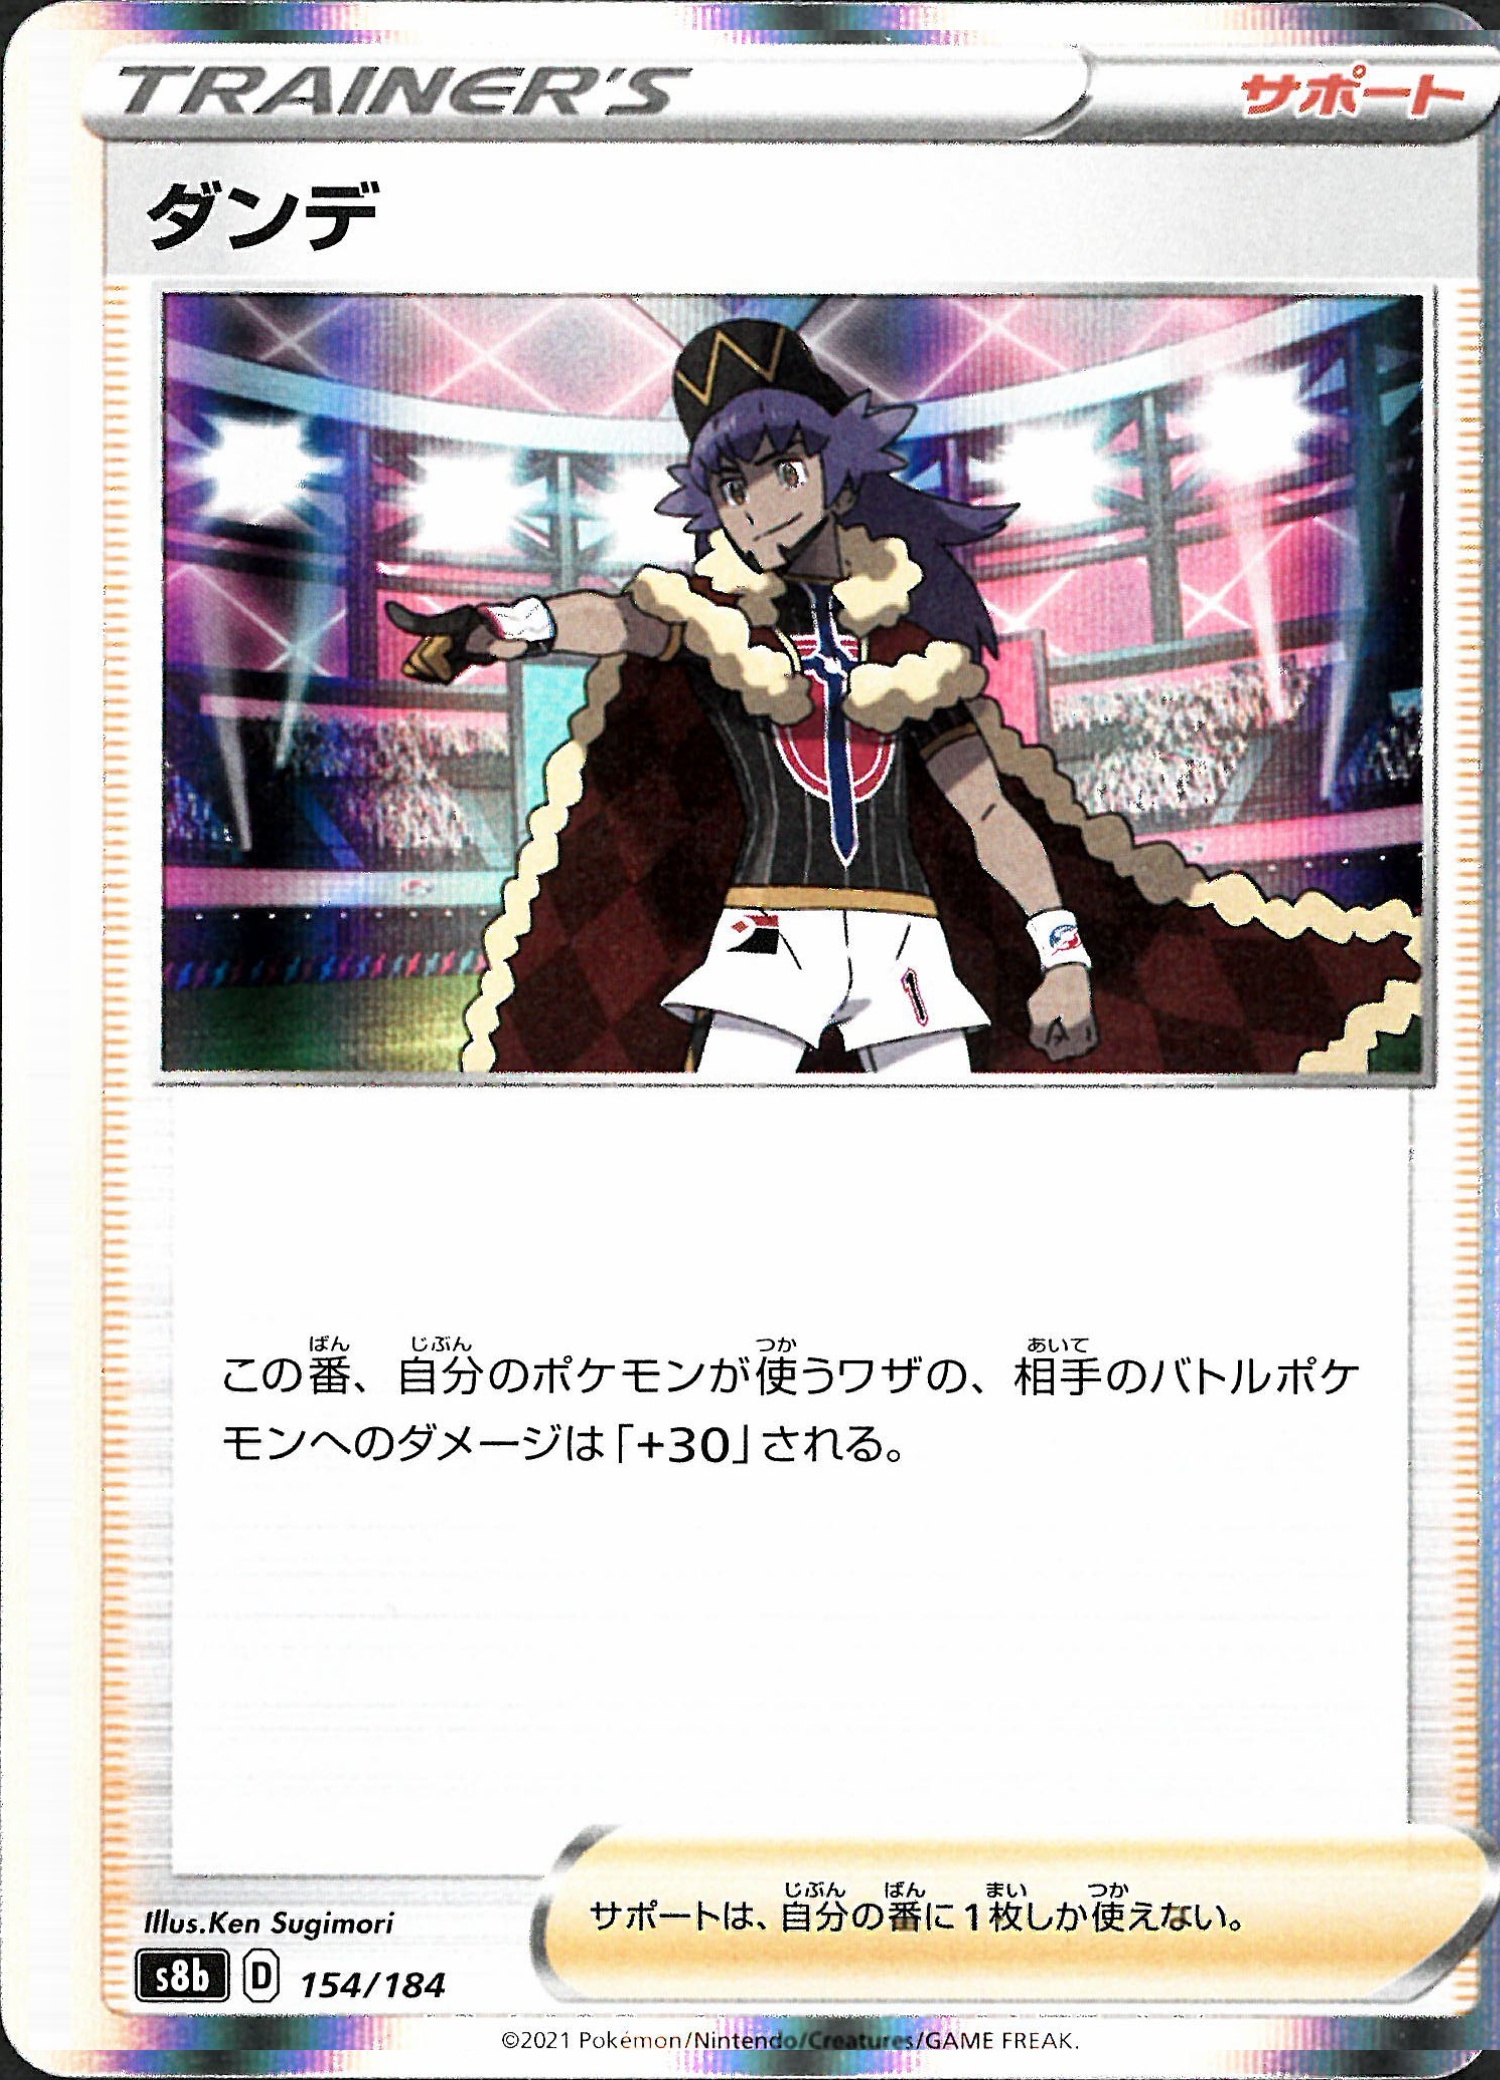 TRAINER'S
サポート
ダンデ
1
この番、自分のポケモンが使うワザの、相手のバトルポケ
モンへのダメージは「+30」される。
サポートは、自分の番に1枚しか使えない。
Illus.Ken Sugimori
s8b D 154/184
©2021 Pokémon/Nintendo/Creatures/GAME FREAK.